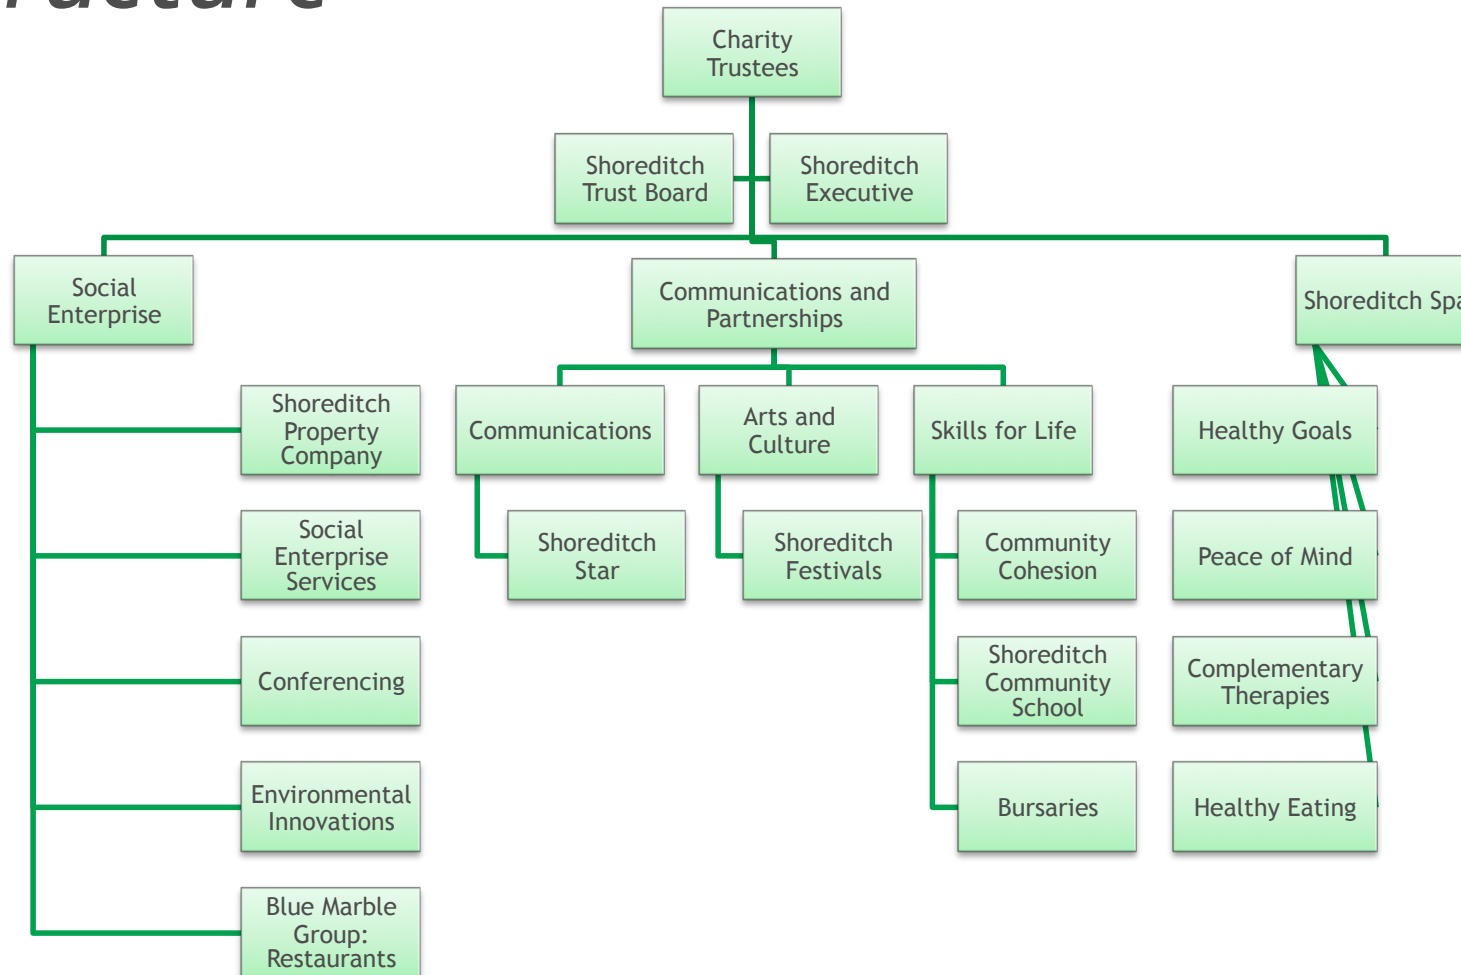 Charity
Trustees
Shoreditch
Trust Board
Shoreditch
Executive
Social
Enterprise
Communications and
Partnerships
Shoreditch Spa
Shoreditch
Property
Company
Communications
Arts and
Culture
Skills for Life
Healthy Goals
Social
Enterprise
Services
Shoreditch
Star
Shoreditch
Festivals
Community
Cohesion
Peace of Mind
Conferencing
Shoreditch
Community
School
Complementary
Therapies
Environmental
Innovations
Bursaries
Healthy Eating
Blue Marble
Group:
Restaurants